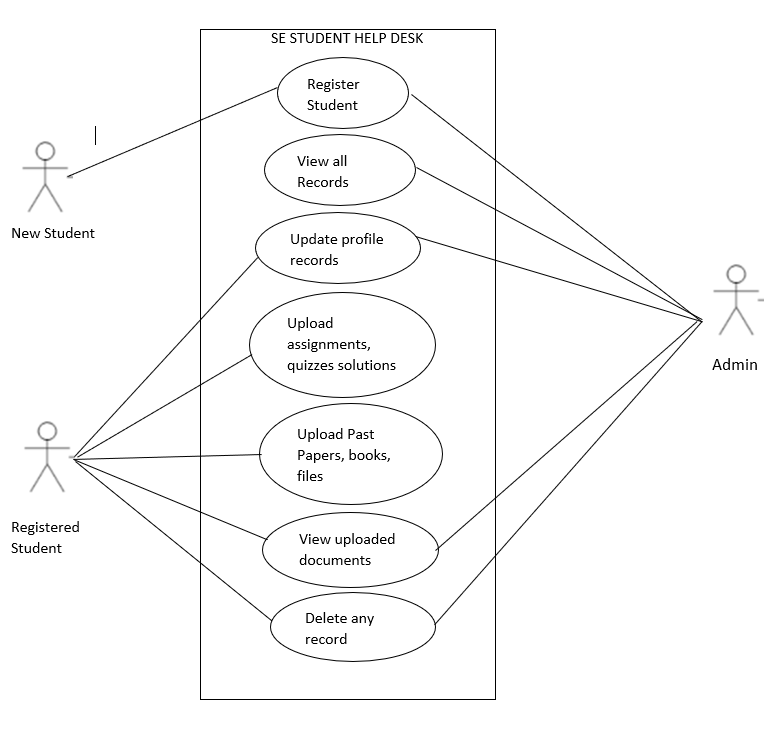 SE STUDENT HELP DESK
Register
Student
View all
Records
New Student
Update profile
records
Upload
assignments,
quizzes solutions
Admin
Upload Past
Papers, books,
files
Registered
Student
View uploaded
documents
Delete any
record